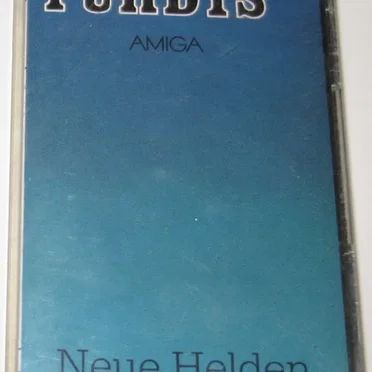 PUHDYS
AMIGA
Neue Helden